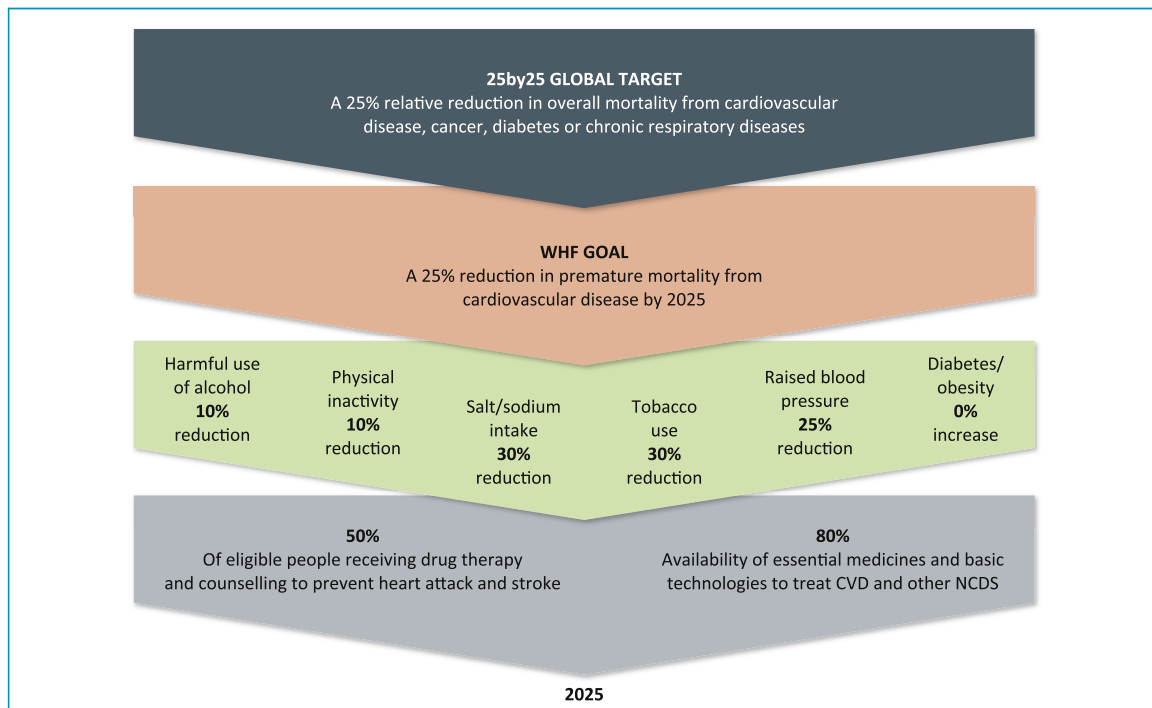 25by25 GLOBAL TARGET
A 25% relative reduction in overall mortality from cardiovascular
disease, cancer, diabetes or chronic respiratory diseases
WHF GOAL
A 25% reduction in premature mortality from
cardiovascular disease by 2025
Harmful use
of alcohol
10%
reduction
Physical
inactivity
10%
reduction
Salt/sodium
intake
30%
reduction
Tobacco
use
30%
reduction
Raised blood
pressure
25%
reduction
Diabetes/
obesity
0%
increase
50%
Of eligible people receiving drug therapy
and counselling to prevent heart attack and stroke
80%
Availability of essential medicines and basic
technologies to treat CVD and other NCDS
2025